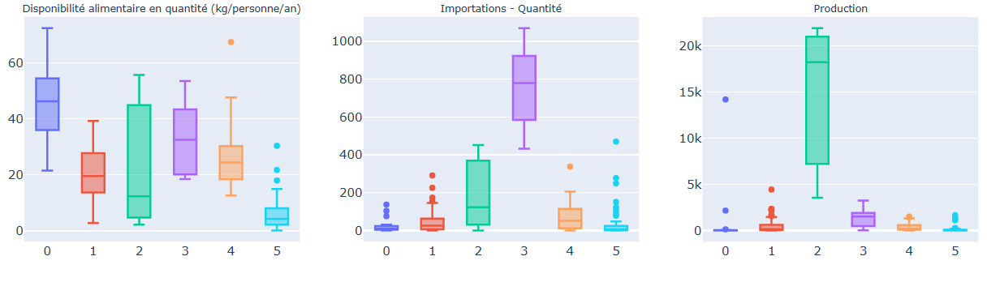 Disponibilité alimentaire en quantité (kg/personne/an)
Importations - Quantité
Production
60
40
20
0
0 1 2 3 4 5
1000
800
600
400
200
0
0 1 2 3 4 5
20k
15k
10k
5k
0
0 1 2 3 4 5